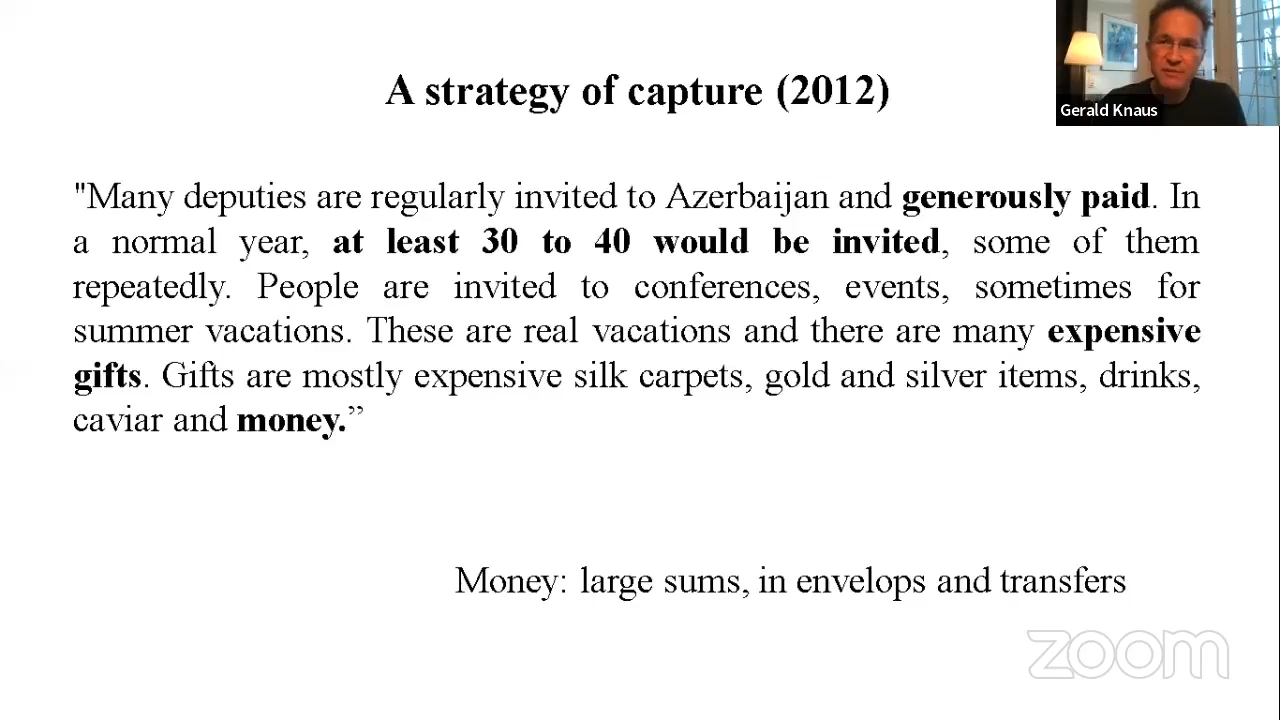 A strategy of capture (2012)
Gerald Knaus
"Many deputies are regularly invited to Azerbaijan and generously paid. In
a normal year, at least 30 to 40 would be invited, some of them
repeatedly. People are invited to conferences, events, sometimes for
summer vacations. These are real vacations and there are many expensive
gifts. Gifts are mostly expensive silk carpets, gold and silver items, drinks,
caviar and money.”
Money: large sums, in envelops and transfers
zoom